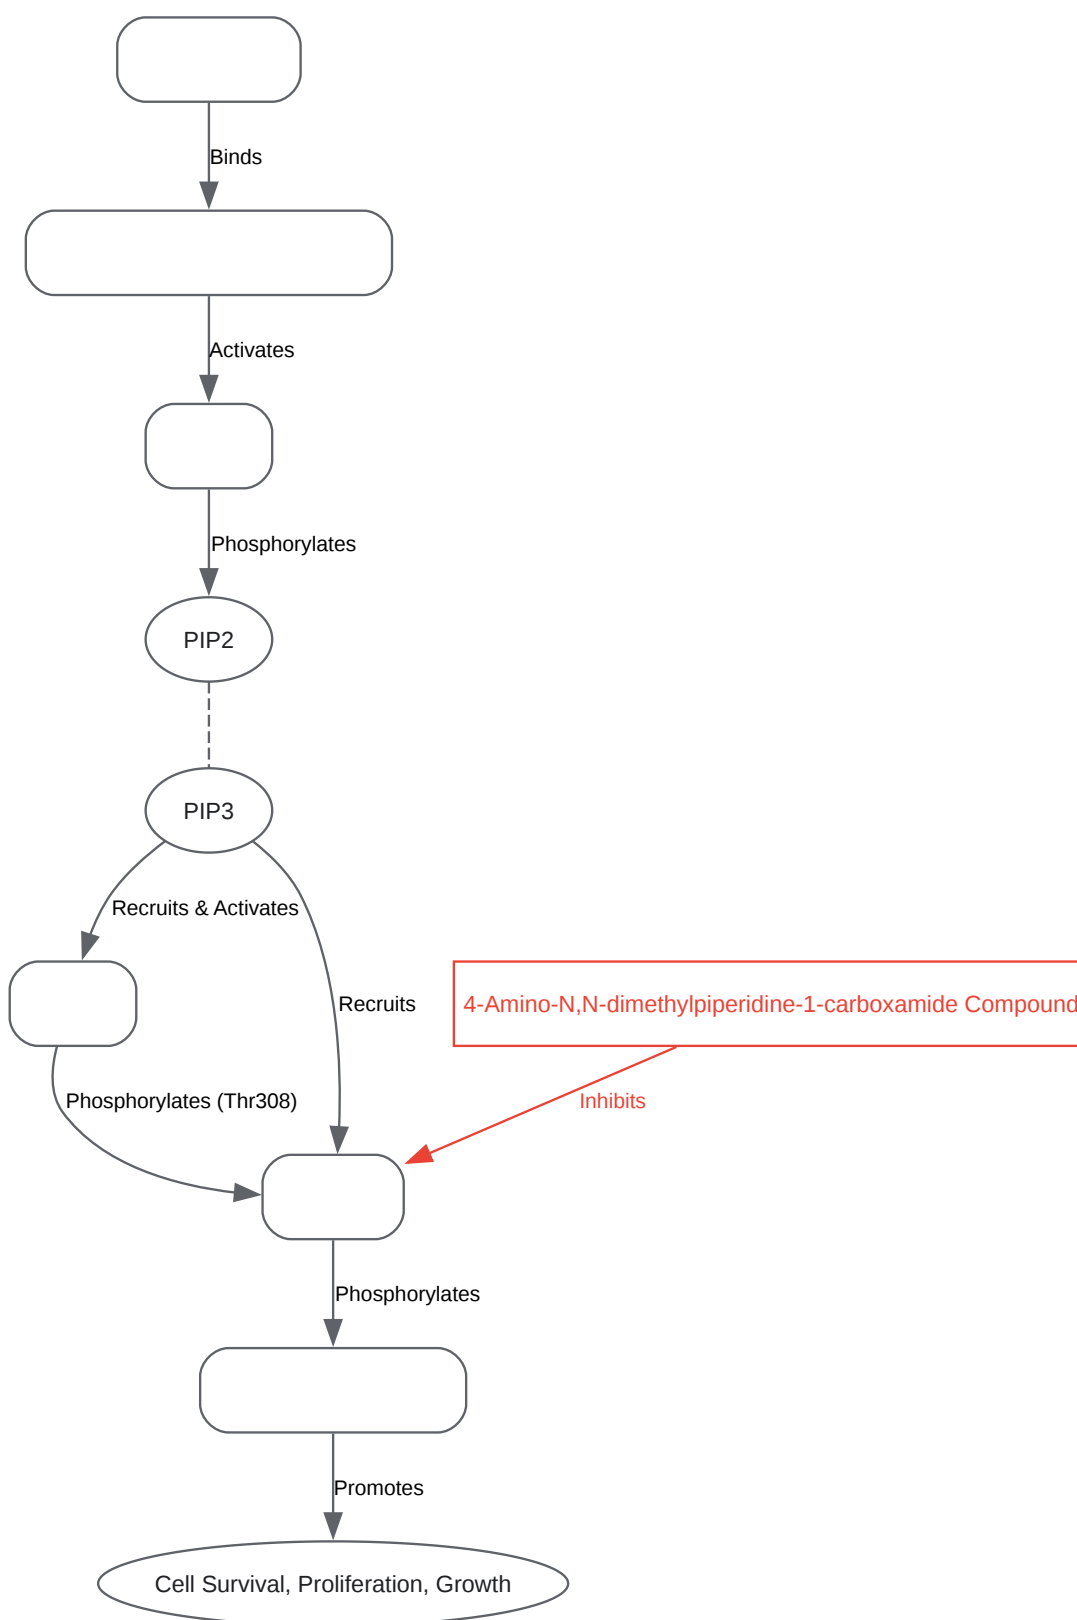 Binds
Activates
Phosphorylates
PIP2
PIP3
Recruits & Activates
Recruits
4-Amino-N,N-dimethylpiperidine-1-carboxamide Compound
Phosphorylates (Thr308)
Inhibits
Phosphorylates
Promotes
Cell Survival, Proliferation, Growth